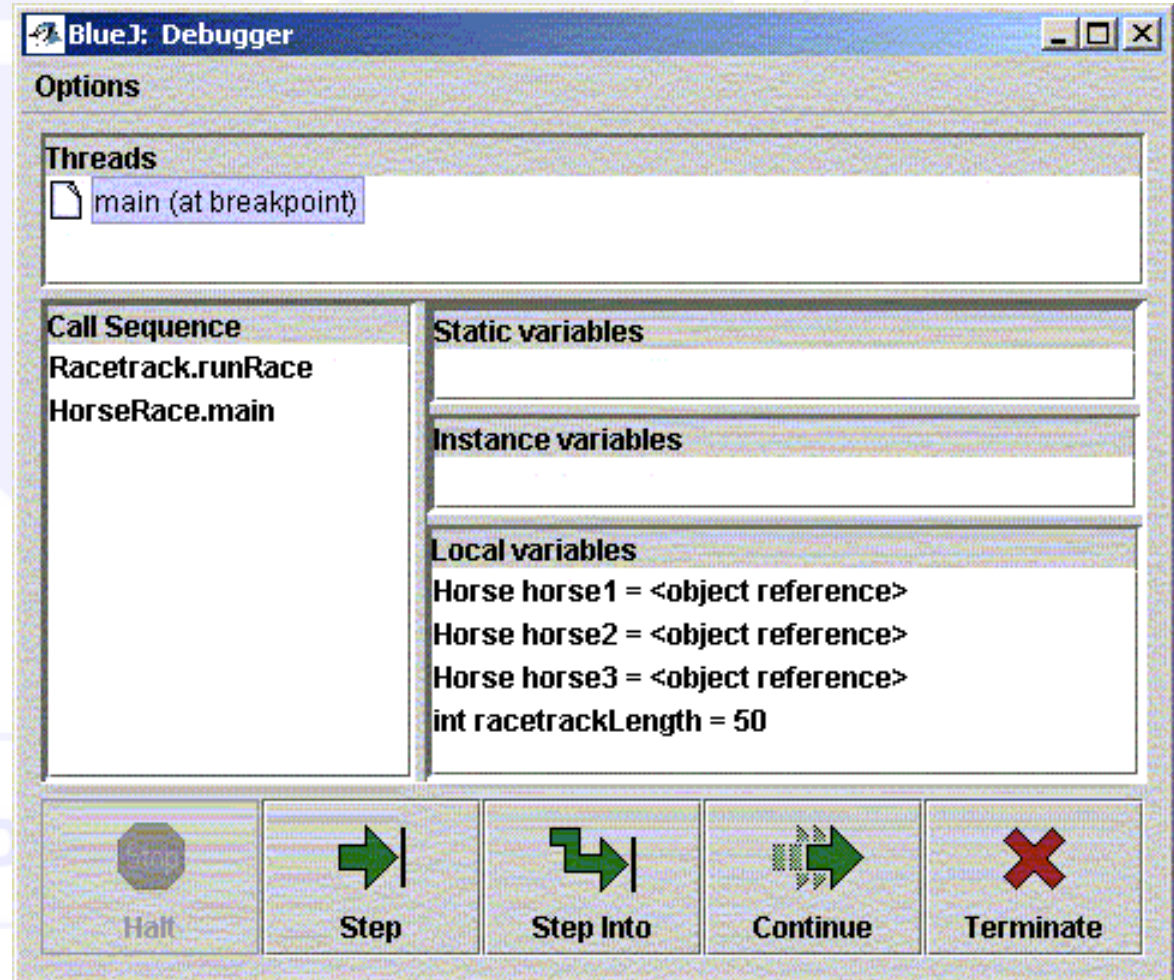 BlueJ: Debugger
Options
Threads
main (at breakpoint)
Call Sequence
Racetrack.runRace
HorseRace.main
Static variables
Instance variables
Local variables
Horse horse1 = <object reference>
Horse horse2 = <object reference>
Horse horse3 = <object reference>
int racetrackLength = 50
Stop
Halt
Step
Step Into
Continue
Terminate